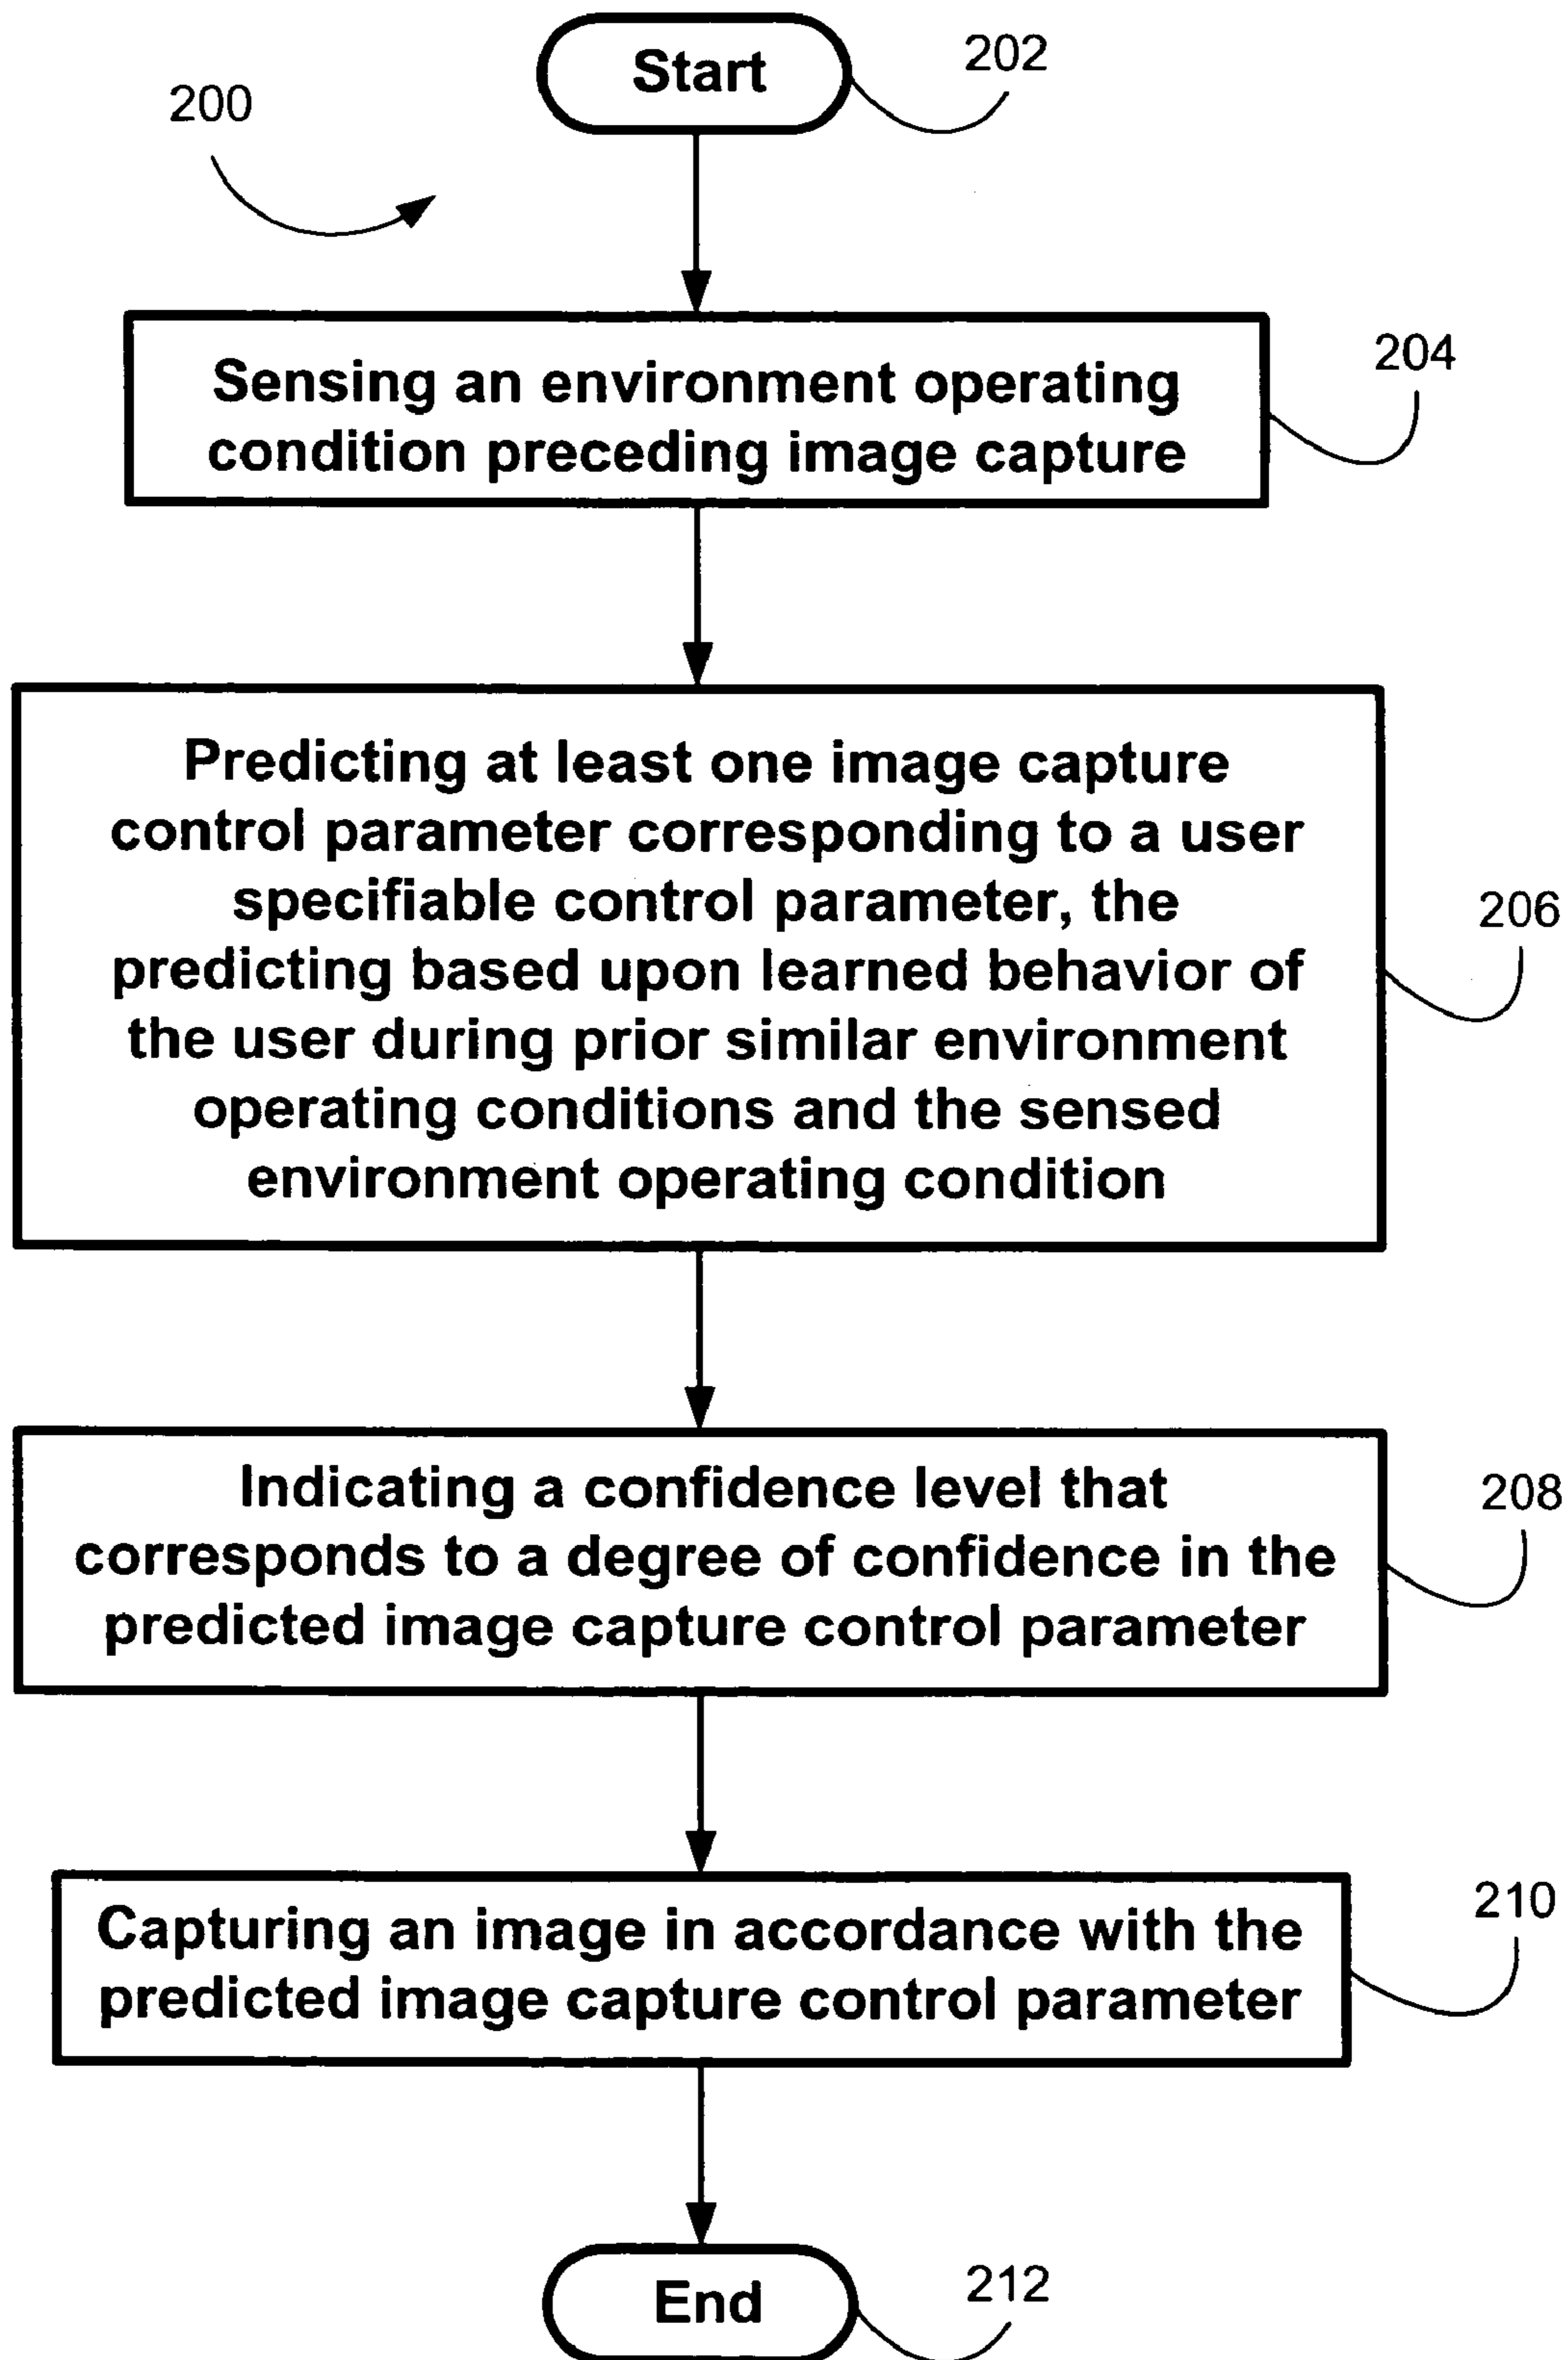 Start
202
200
Sensing an environment operating
condition preceding image capture
204
Predicting at least one image capture
control parameter corresponding to a user
specifiable control parameter, the
predicting based upon learned behavior of
the user during prior similar environment
operating conditions and the sensed
environment operating condition
206
Indicating a confidence level that
corresponds to a degree of confidence in the
predicted image capture control parameter
208
Capturing an image in accordance with the
predicted image capture control parameter
210
End
212